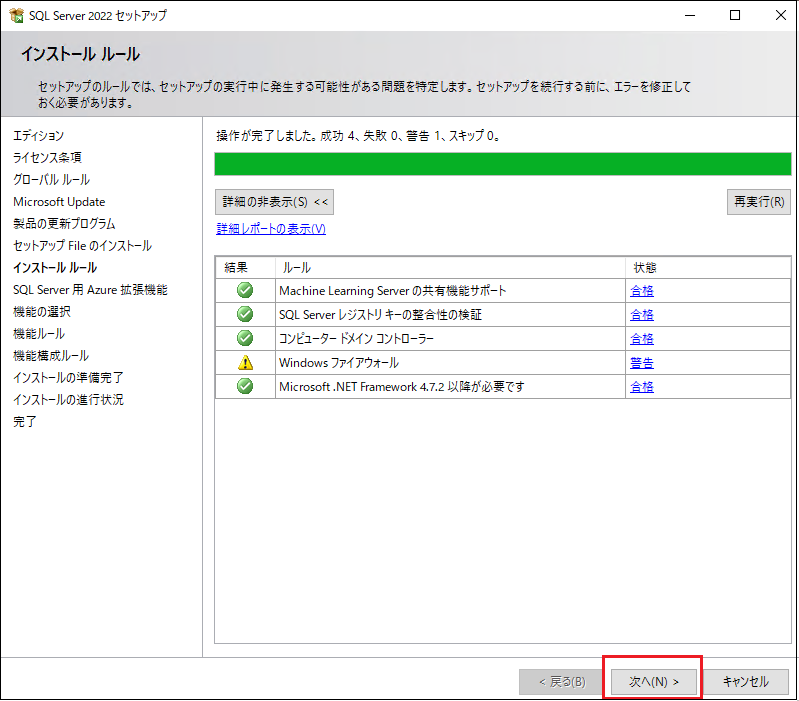 SQL Server 2022 セットアップ
インストール ルール
セットアップのルールでは、セットアップの実行中に発生する可能性がある問題を特定します。セットアップを続行する前に、エラーを修正して
おく必要があります。
エディション
ライセンス条項
グローバル ルール
Microsoft Update
製品の更新プログラム
セットアップ File のインストール
インストール ルール
SQL Server 用 Azure 拡張機能
機能の選択
機能ルール
機能構成ルール
インストールの準備完了
インストールの進行状況
完了
操作が完了しました。成功 4、失敗 0、警告 1、スキップ 0。
詳細の非表示(S) <<
再実行(R)
詳細レポートの表示(V)
結果 ルール 状態
Machine Learning Server の共有機能サポート 合格
SQL Server レジストリ キーの整合性の検証 合格
コンピューター ドメイン コントローラー 合格
Windows ファイアウォール 警告
Microsoft .NET Framework 4.7.2 以降が必要です 合格
< 戻る(B) 次へ(N) > キャンセル